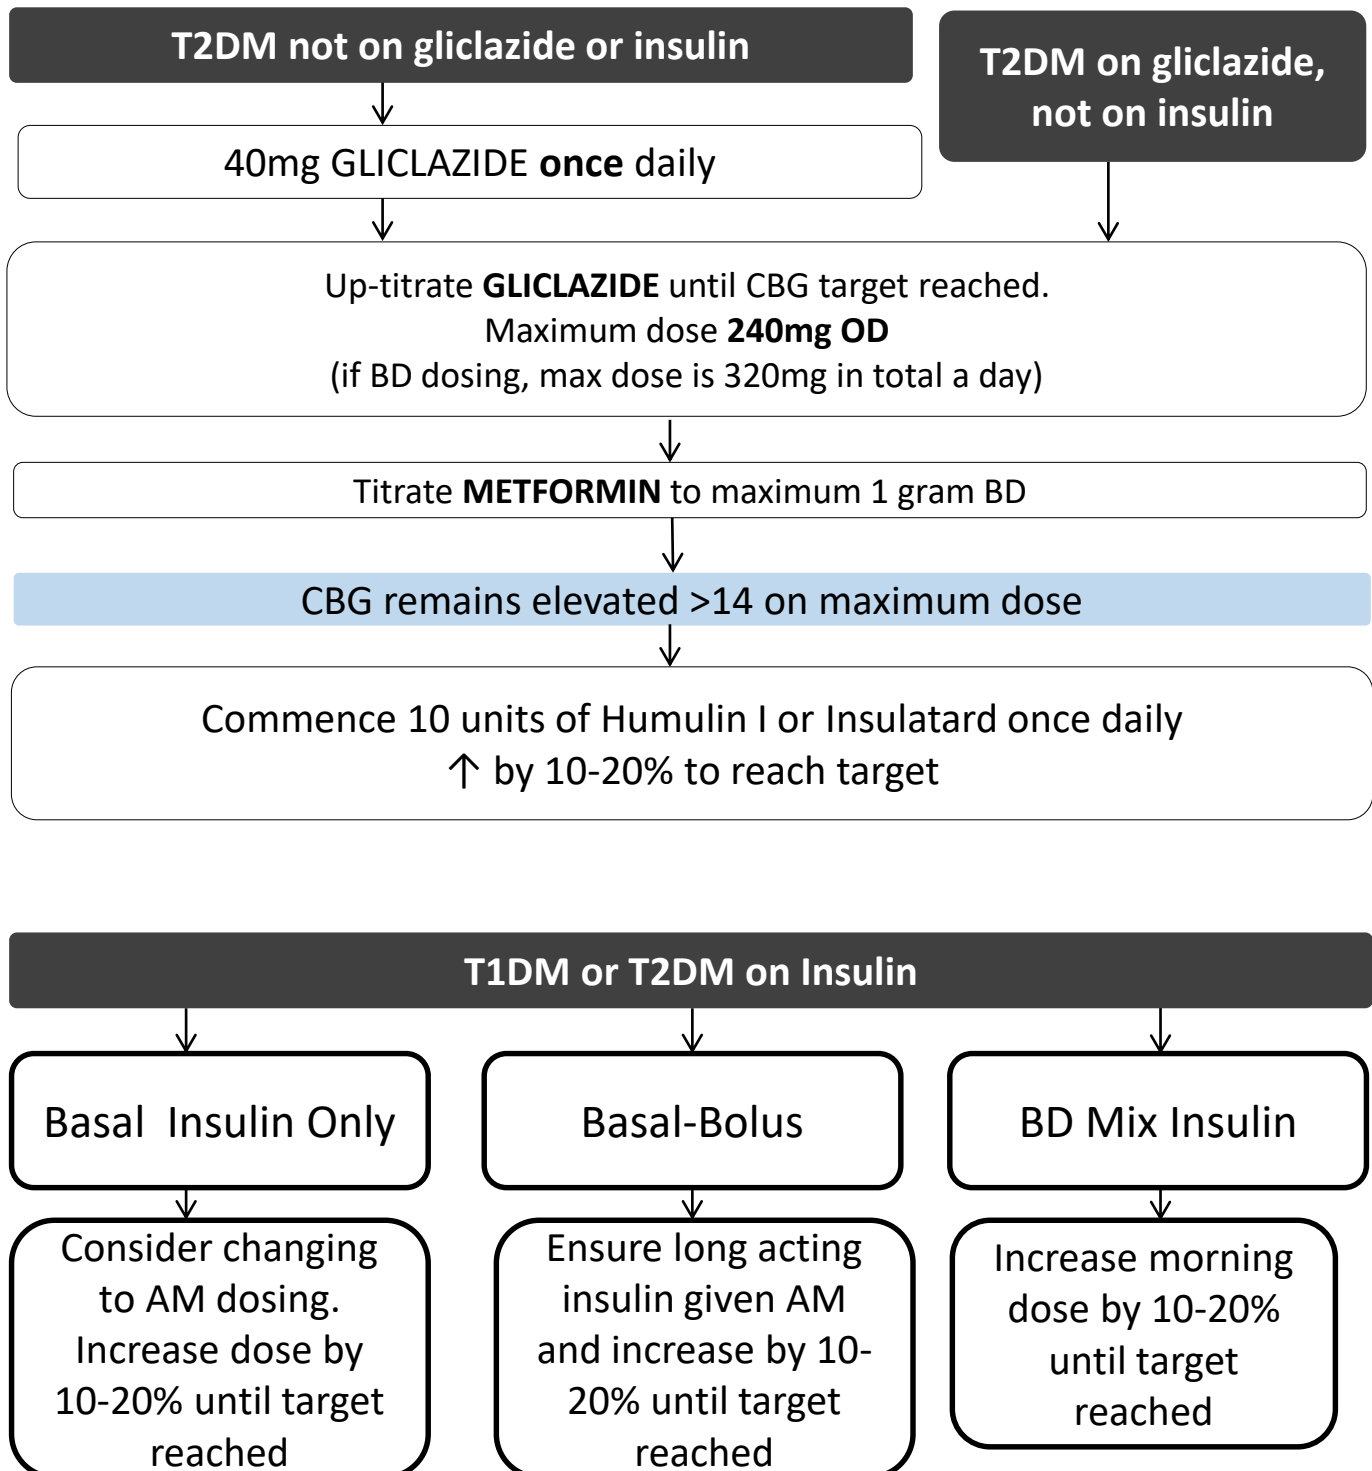 T2DM not on gliclazide or insulin
T2DM on gliclazide,
not on insulin
40mg GLICLAZIDE once daily
Up-titrate GLICLAZIDE until CBG target reached.
Maximum dose 240mg OD
(if BD dosing, max dose is 320mg in total a day)
Titrate METFORMIN to maximum 1 gram BD
CBG remains elevated >14 on maximum dose
Commence 10 units of Humulin I or Insulatard once daily
↑ by 10-20% to reach target
T1DM or T2DM on Insulin
Basal Insulin Only
Consider changing
to AM dosing.
Increase dose by
10-20% until target
reached
Basal-Bolus
Ensure long acting
insulin given AM
and increase by 10-
20% until target
reached
BD Mix Insulin
Increase morning
dose by 10-20%
until target
reached